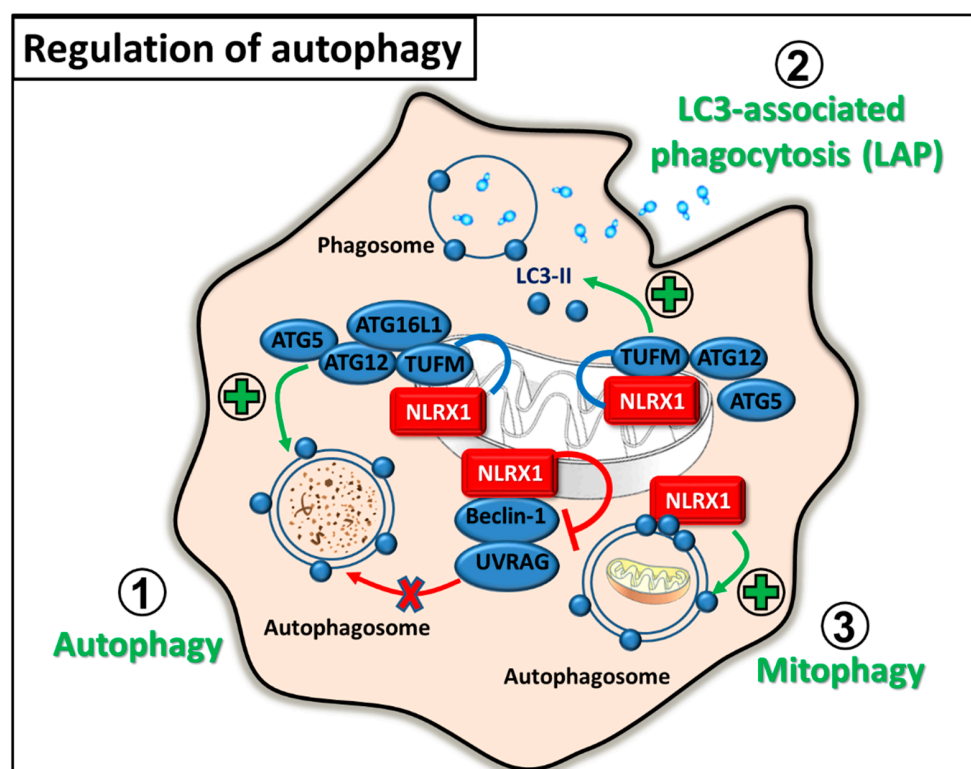 Regulation of autophagy
2
LC3-associated
phagocytosis (LAP)
Phagosome
LC3-II
ATG16L1
ATG5
ATG12
TUFM
NLRX1
TUFM
ATG12
NLRX1
ATG5
NLRX1
Beclin-1
UVRAG
NLRX1
1
Autophagy
Autophagosome
Autophagosome
3
Mitophagy